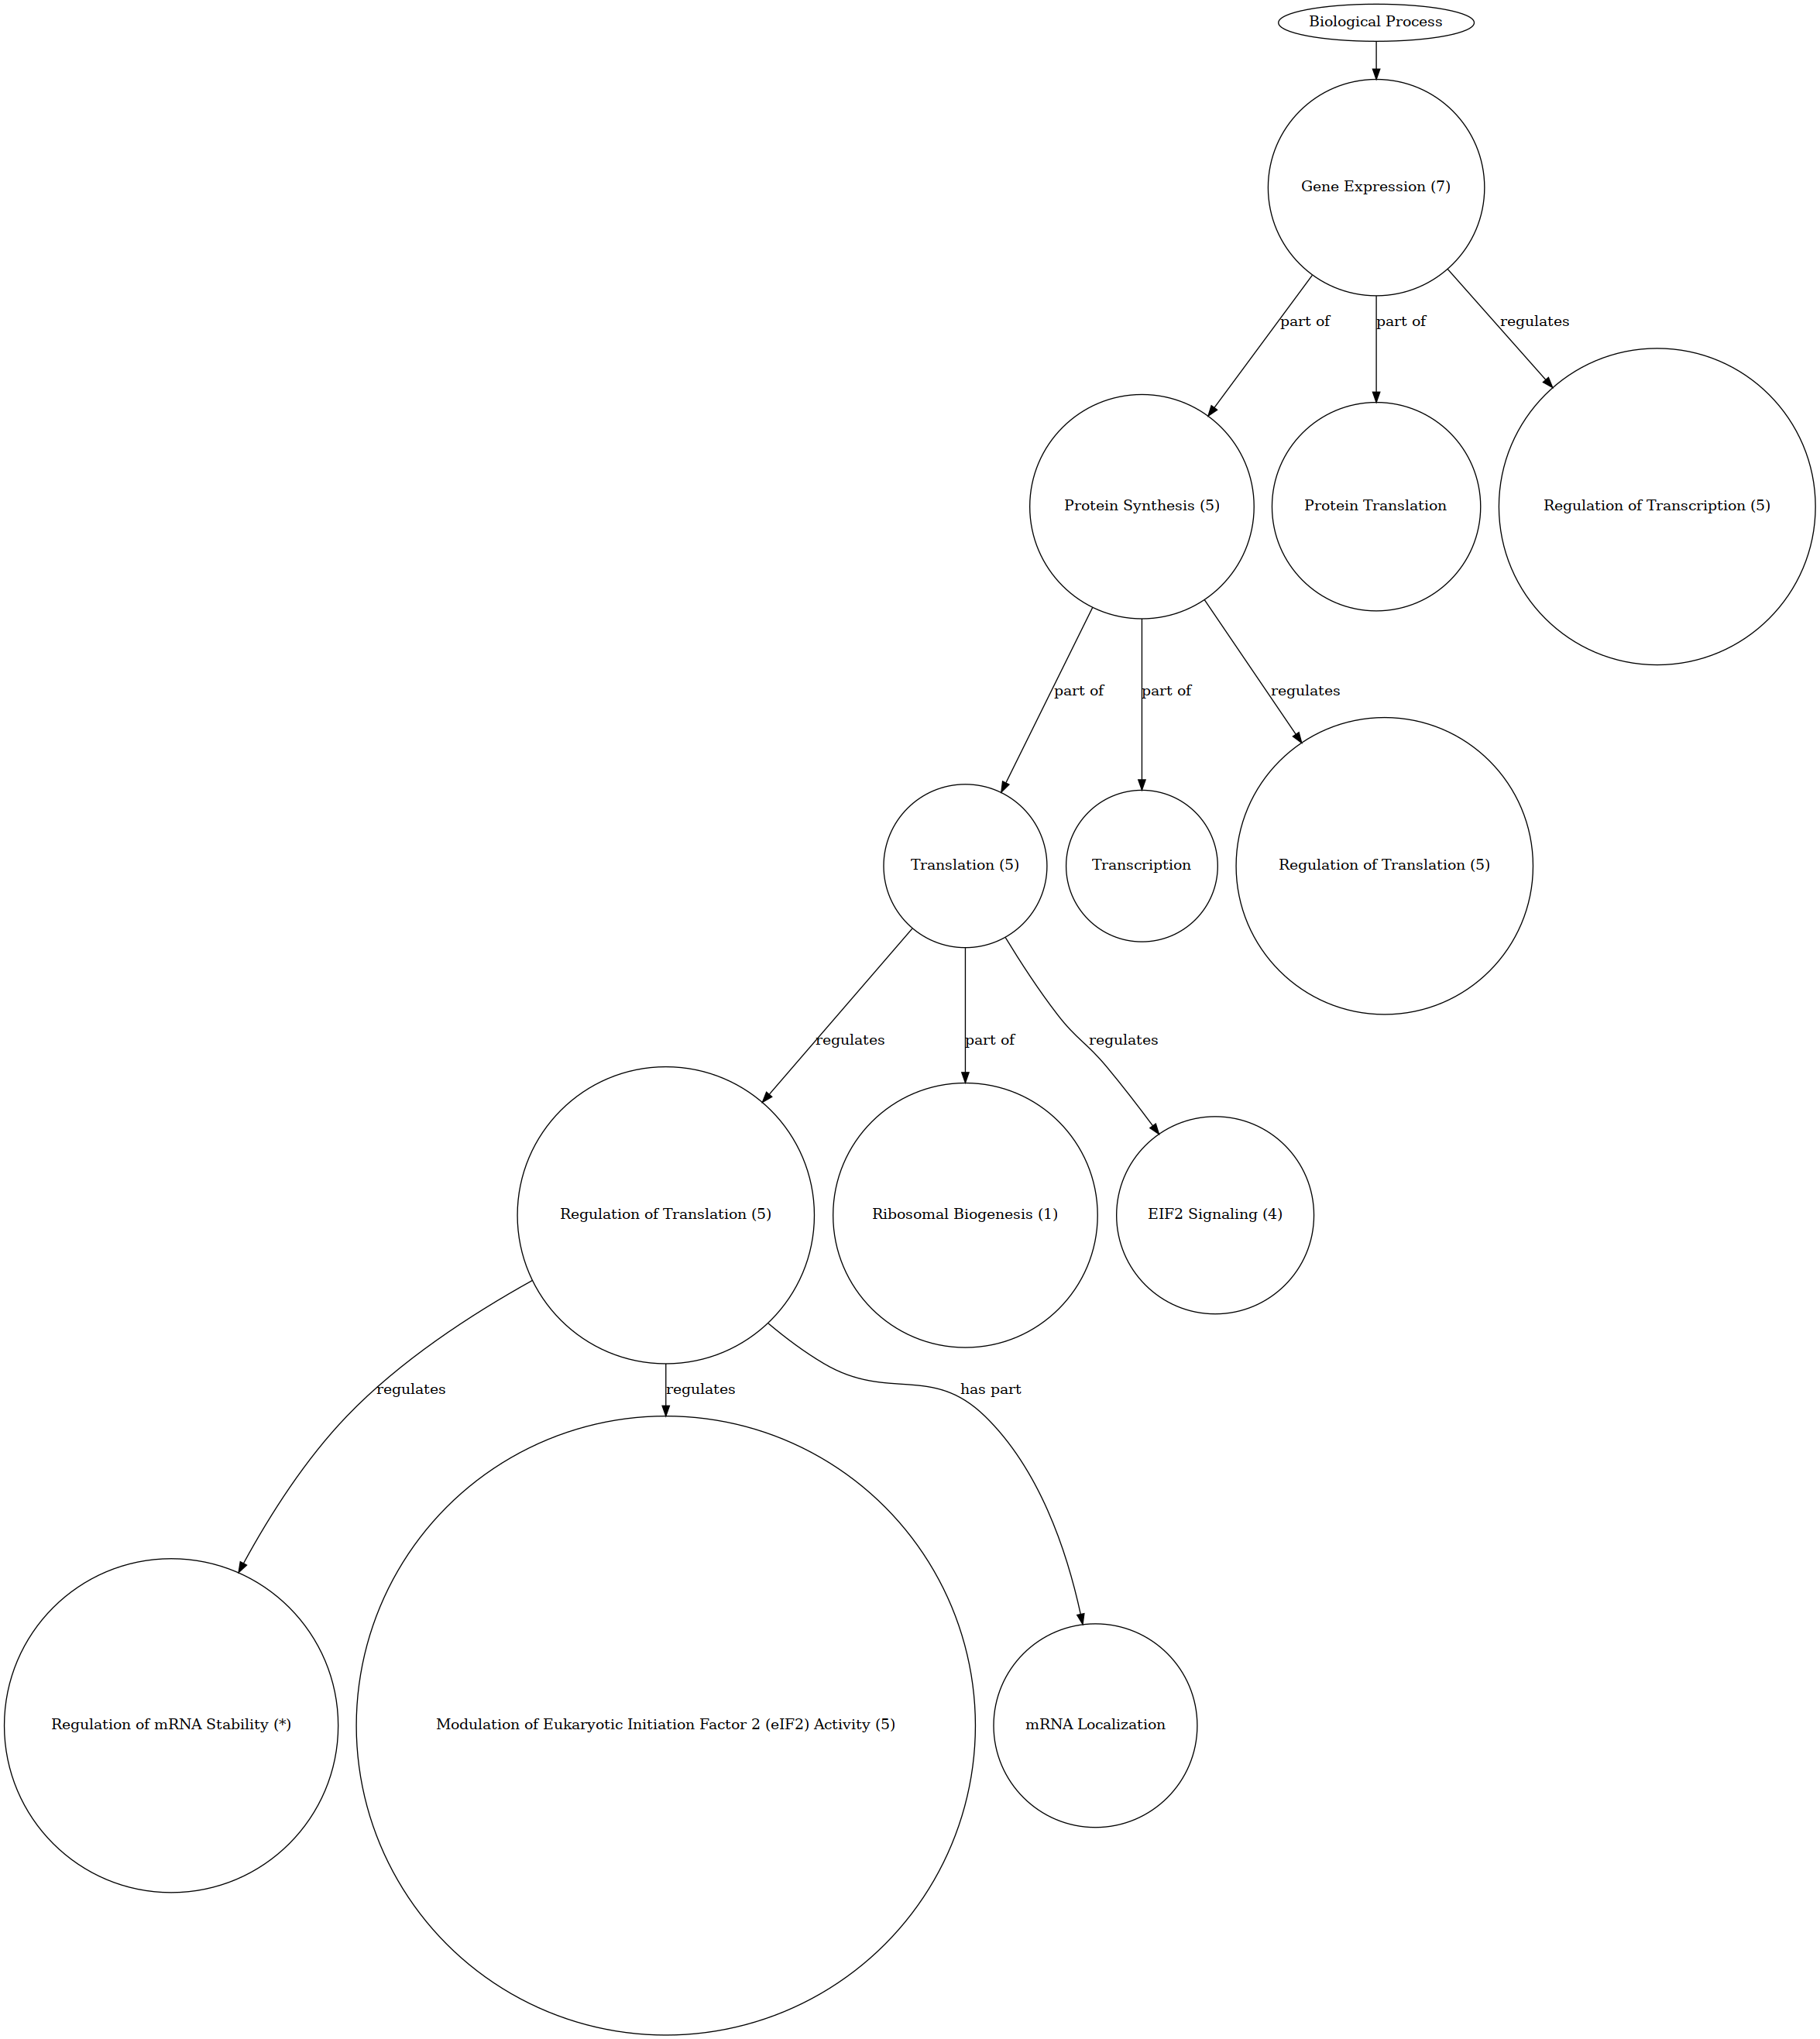 Biological Process
Gene Expression (7)
part of
part of
regulates
Protein Synthesis (5)
Protein Translation
Regulation of Transcription (5)
part of
part of
regulates
Translation (5)
Transcription
Regulation of Translation (5)
regulates
part of
regulates
Regulation of Translation (5)
Ribosomal Biogenesis (1)
EIF2 Signaling (4)
regulates
regulates
has part
Regulation of mRNA Stability (*)
Modulation of Eukaryotic Initiation Factor 2 (eIF2) Activity (5)
mRNA Localization